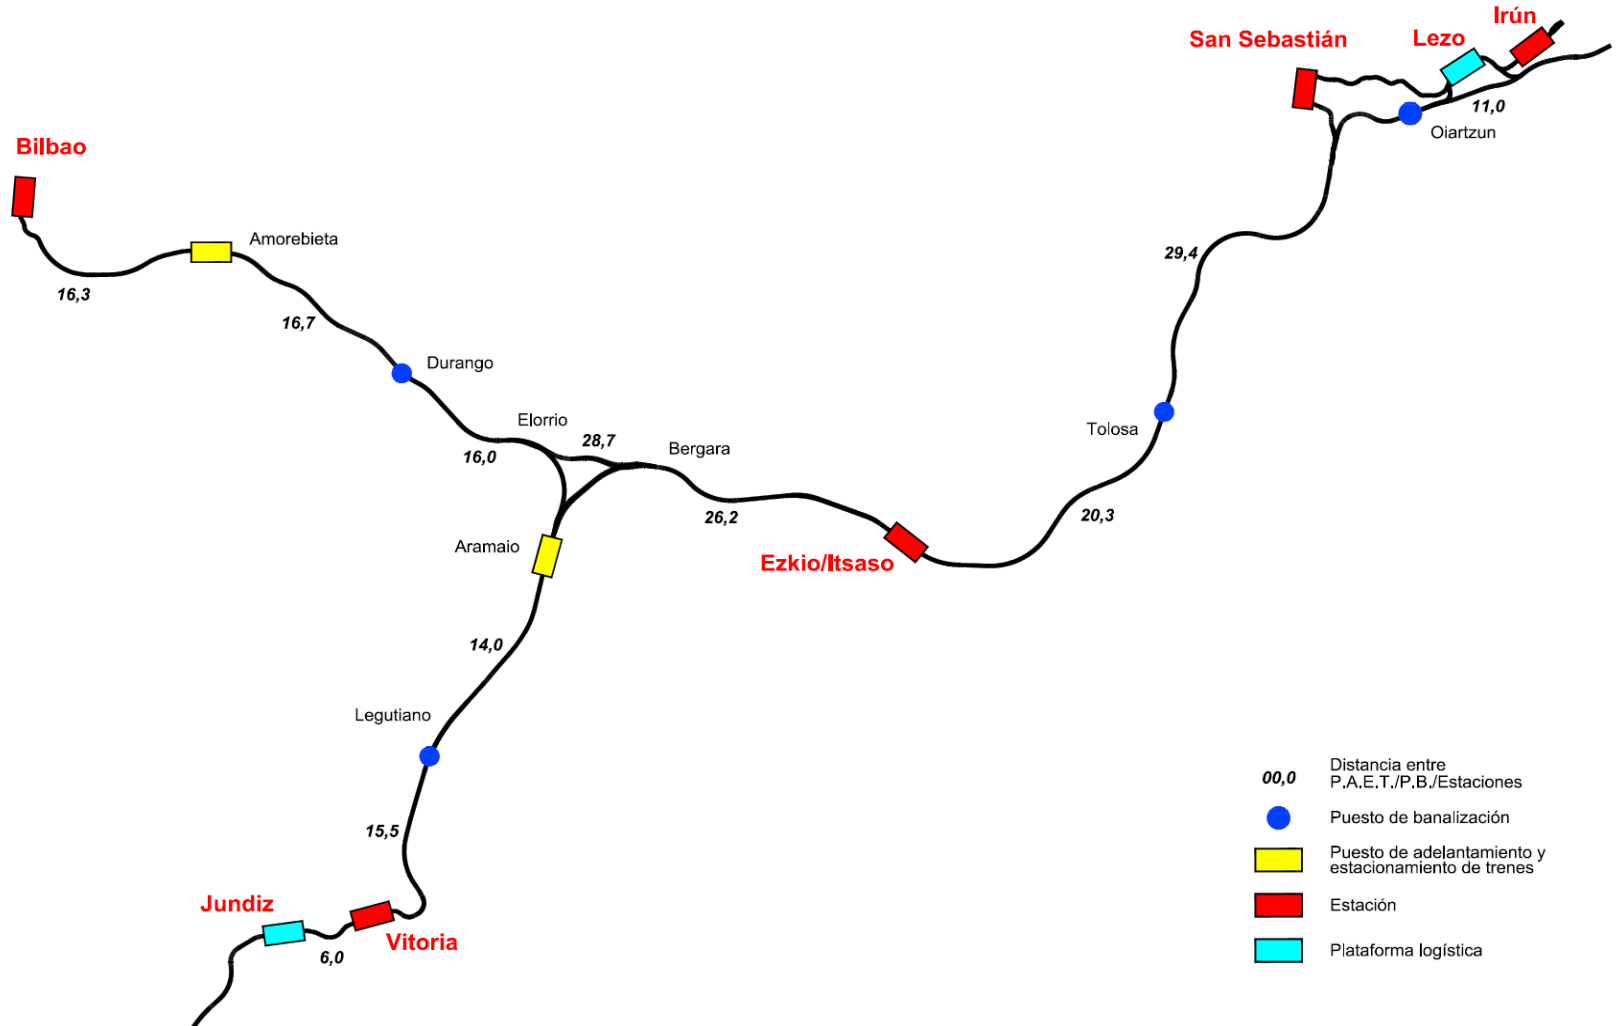 Irún
San Sebastián
Lezo
11,0
Oiartzun
Bilbao
Amorebieta
29,4
16,3
16,7
Durango
Elorrio
28,7
Bergara
Tolosa
16,0
26,2
20,3
Aramaio
Ezkio/Itsaso
14,0
Legutiano
15,5
Jundiz
Vitoria
6,0
00,0
Distancia entre
P.A.E.T./P.B./Estaciones
Puesto de banalización
Puesto de adelantamiento y
estacionamiento de trenes
Estación
Plataforma logística